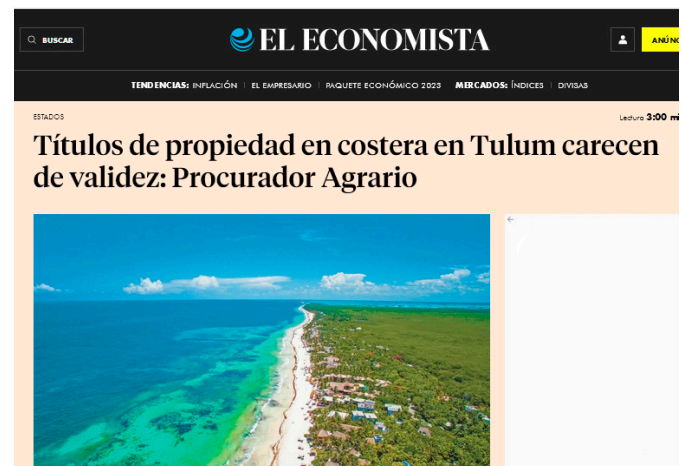 BUSCAR
EL ECONOMISTA
TENDENCIAS: INFLACIÓN | EL EMPRESARIO | PAQUETE ECONÓMICO 2023 MERCADOS: ÍNDICES | DIVISAS
ESTADOS
Lectura 3:00
Títulos de propiedad en costera en Tulum carecen
de validez: Procurador Agrario